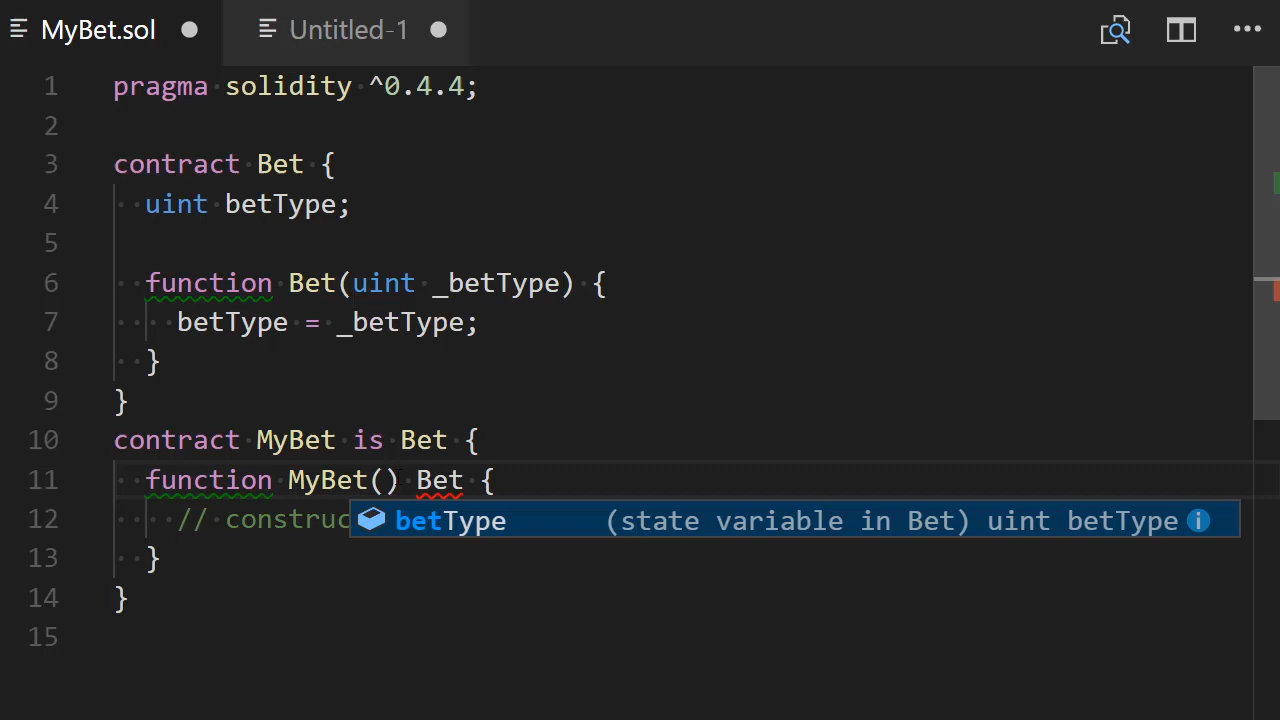 MyBet.sol Untitled-1
1 pragma solidity ^0.4.4;
2
3 contract Bet {
4 uint betType;
5
6 function Bet(uint _betType) {
7 betType = _betType;
8 }
9 }
10 contract MyBet is Bet {
11 function MyBet() Bet {
12 // construc
betType (state variable in Bet) uint betType
13 }
14 }
15